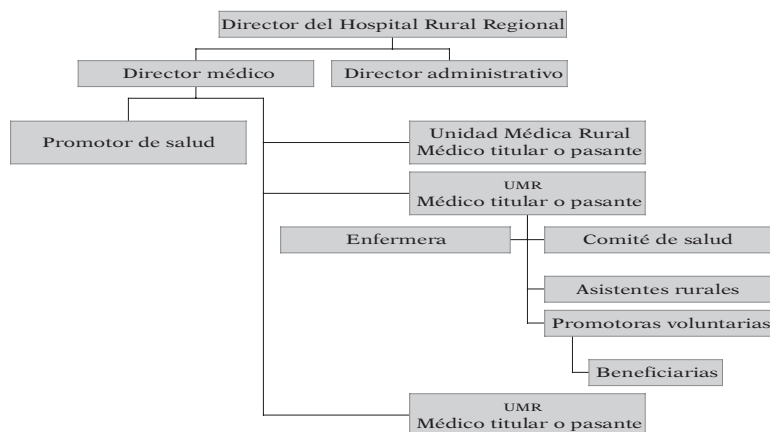 Director del Hospital Rural Regional
Director médico
Director administrativo
Promotor de salud
Unidad Médica Rural
Médico titular o pasante
UMR
Médico titular o pasante
Enfermera
Comité de salud
Asistentes rurales
Promotoras voluntarias
Beneficiarias
UMR
Médico titular o pasante